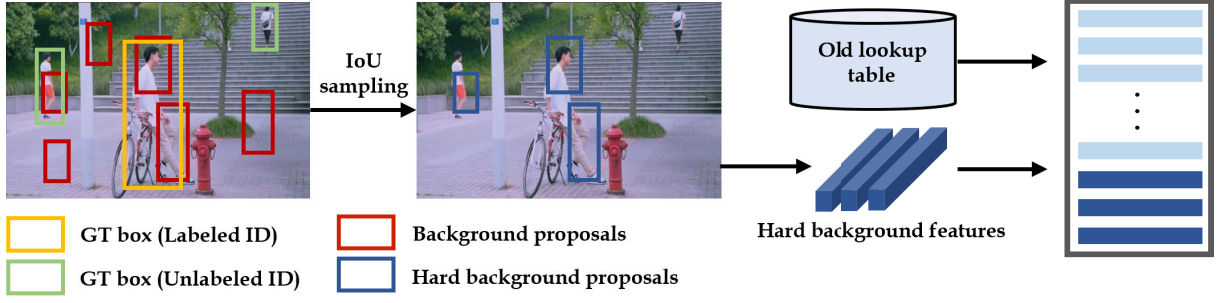 IoU
sampling
Old lookup
table
Hard background features
GT box (Labeled ID)
GT box (Unlabeled ID)
Background proposals
Hard background proposals